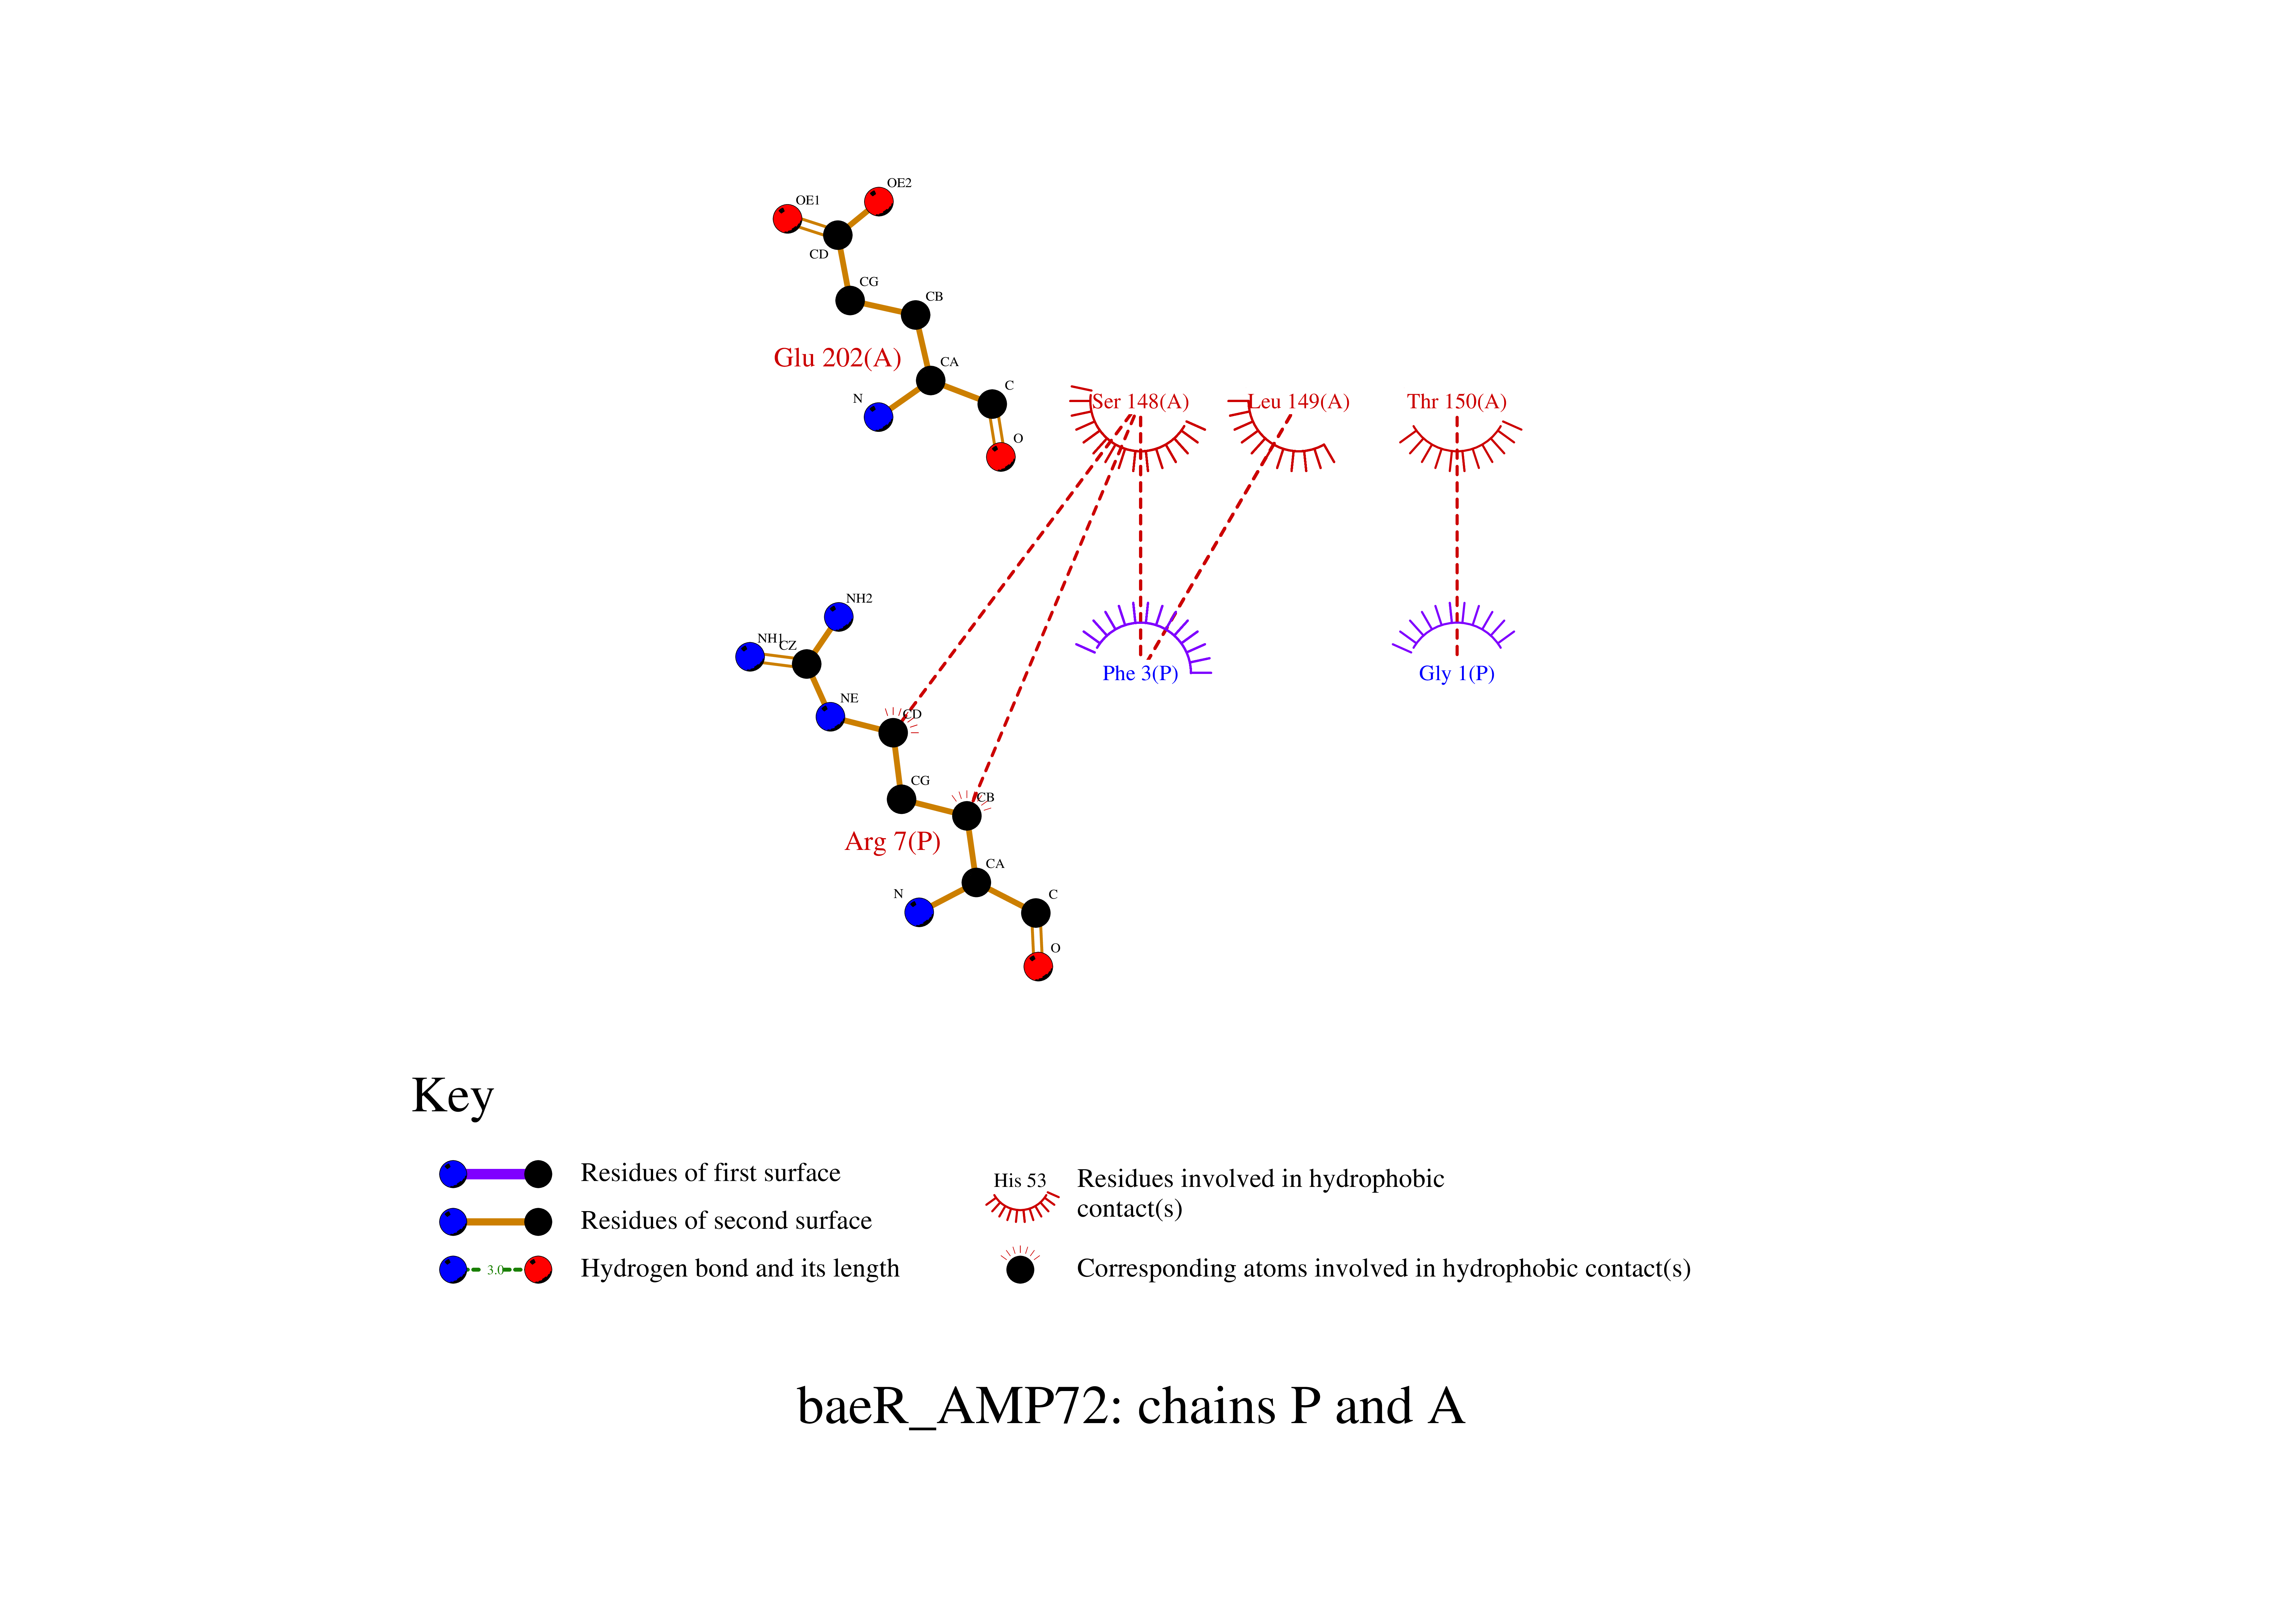 OE2
OE1
CD
CG
CB
Glu 202(A)
CA
C
N
O
Ser 148(A)
Leu 149(A)
Thr 150(A)
NH2
NH1
CZ
NE
CD
Phe 3(P)
Gly 1(P)
CG
CB
Arg 7(P)
CA
N
C
O
Key
Residues of first surface
Residues of second surface
3.0
Hydrogen bond and its length
His 53
Residues involved in hydrophobic
contact(s)
Corresponding atoms involved in hydrophobic contact(s)
baeR_AMP72: chains P and A